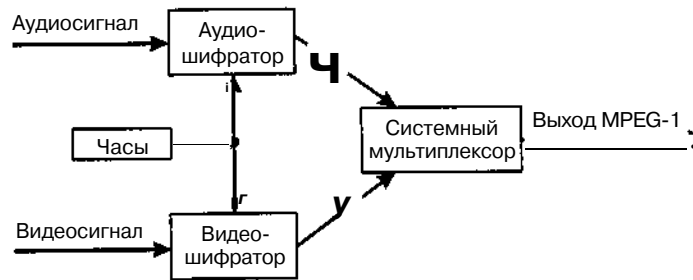 Аудиосигнал
Аудио-
шифратор
Ч
Часы
Системный
мультиплексор
Выход MPEG-1
Видеосигнал
Видео-
шифратор
у
i
г